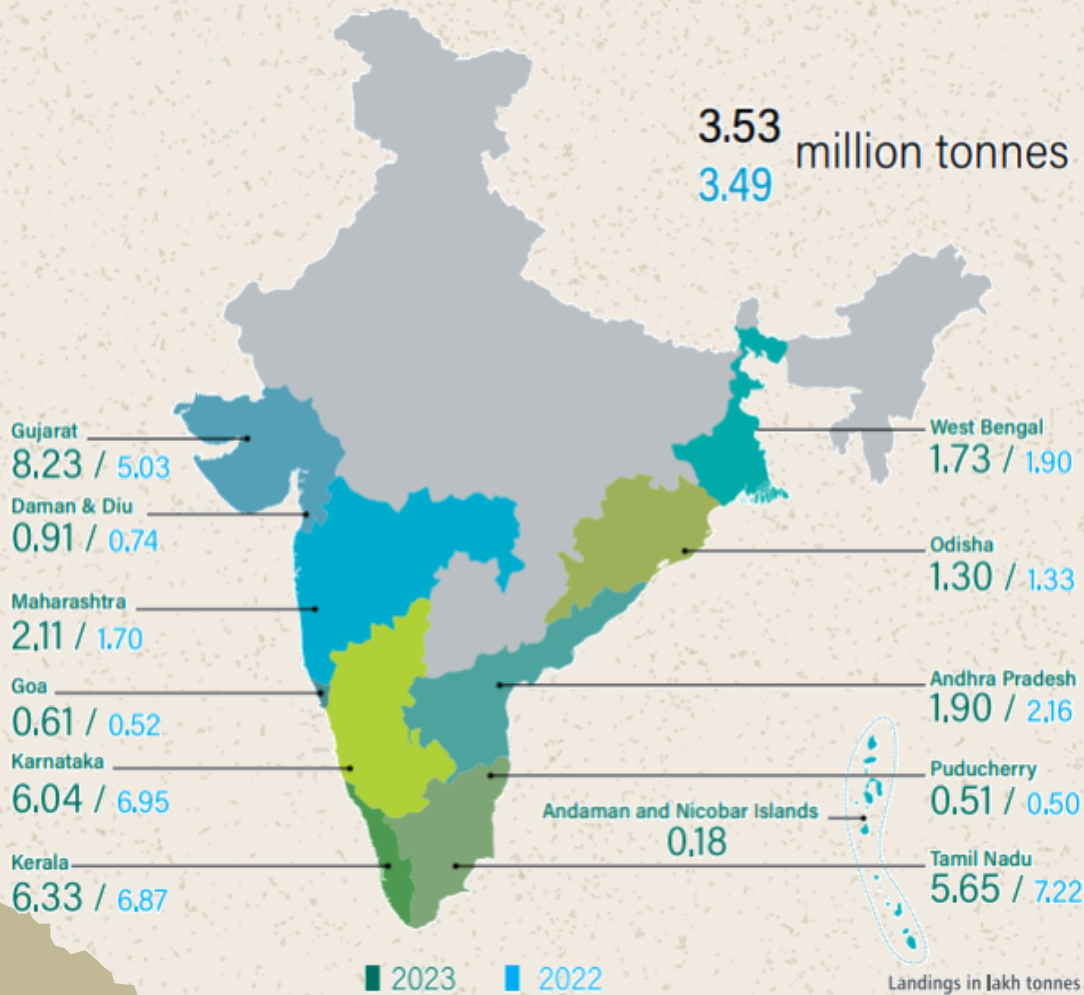 3.53
3.49
million tonnes
Gujarat
8.23 / 5.03
Daman & Diu
0.91 / 0.74
Maharashtra
2.11 / 1.70
Goa
0.61 / 0.52
Karnataka
6.04 / 6.95
Kerala
6.33 / 6.87
West Bengal
1.73 / 1.90
Odisha
1.30 / 1.33
Andhra Pradesh
1.90 / 2.16
Puducherry
0.51 / 0.50
Andaman and Nicobar Islands
0.18
Tamil Nadu
5.65 / 7.22
2023 2022
Landings in lakh tonnes